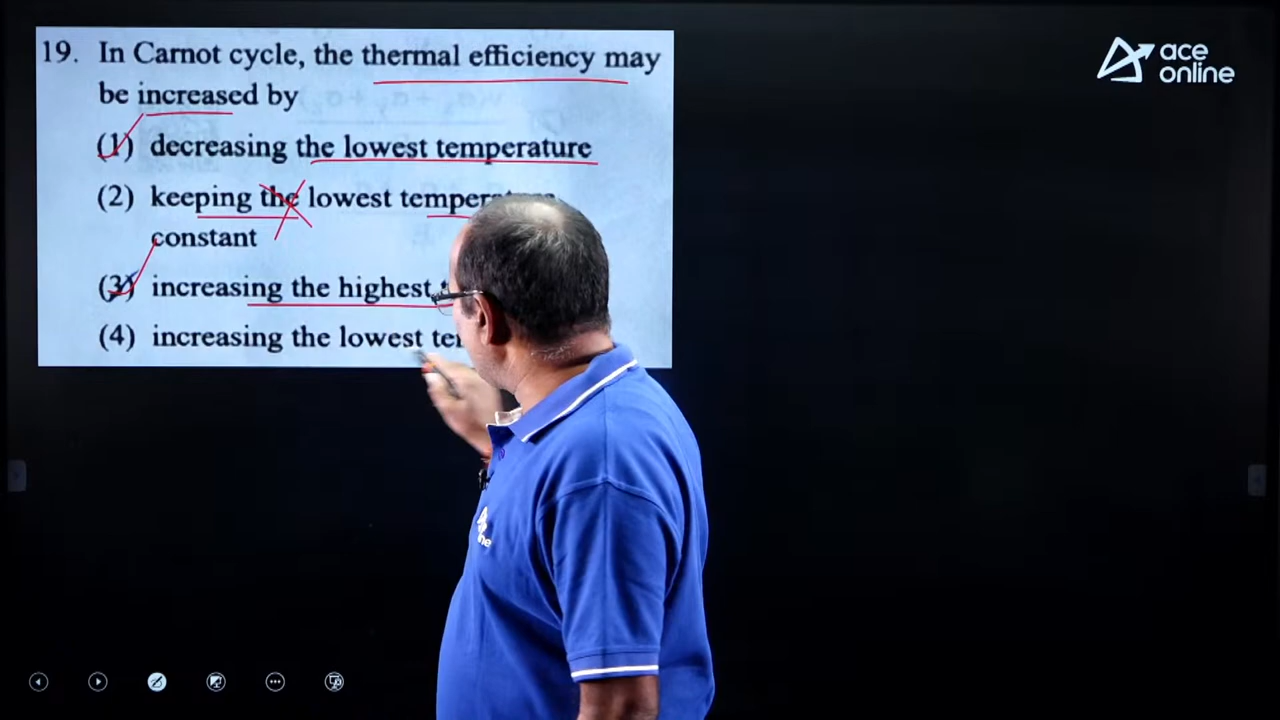 19. In Carnot cycle, the thermal efficiency may
be increased by
(1) decreasing the lowest temperature
(2) keeping the lowest
constant
(3) increasing the highest
(4) increasing the lowest
ace
online